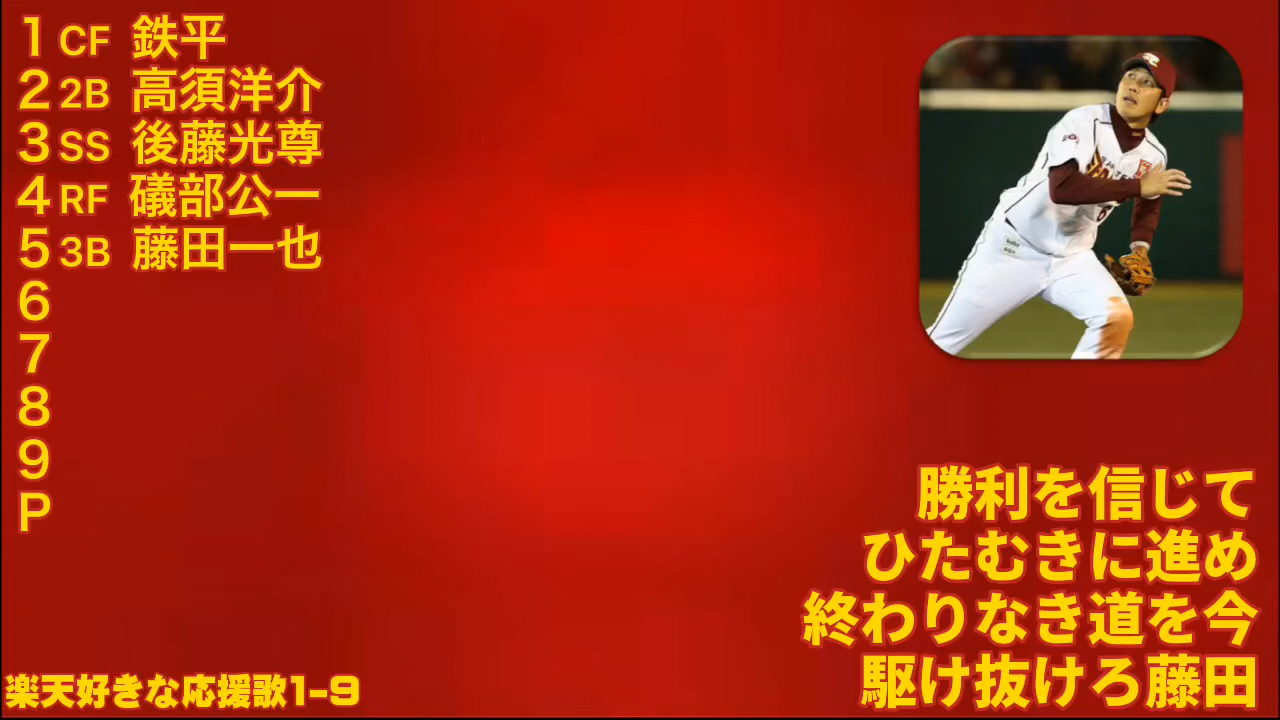 1 CF 鉄平
2 2B 高須洋介
3 SS 後藤光尊
4 RF 礒部公一
5 3B 藤田一也
6
7
8
9
P
勝利を信じて
ひたむきに進め
終わりなき道を今
駆け抜けろ藤田
楽天好きな応援歌1-9